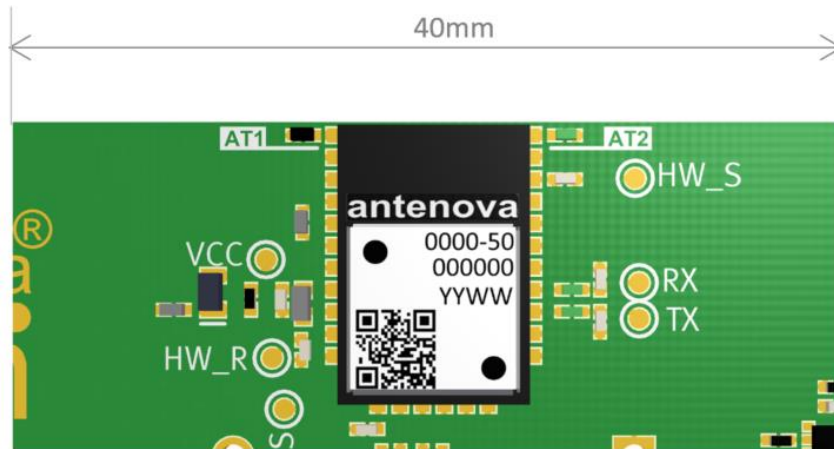 40mm
AT1
AT2
HW_S
antenova
®
0000-50
VCC
000000
a
RX
YYWW
TX
HW_R
S